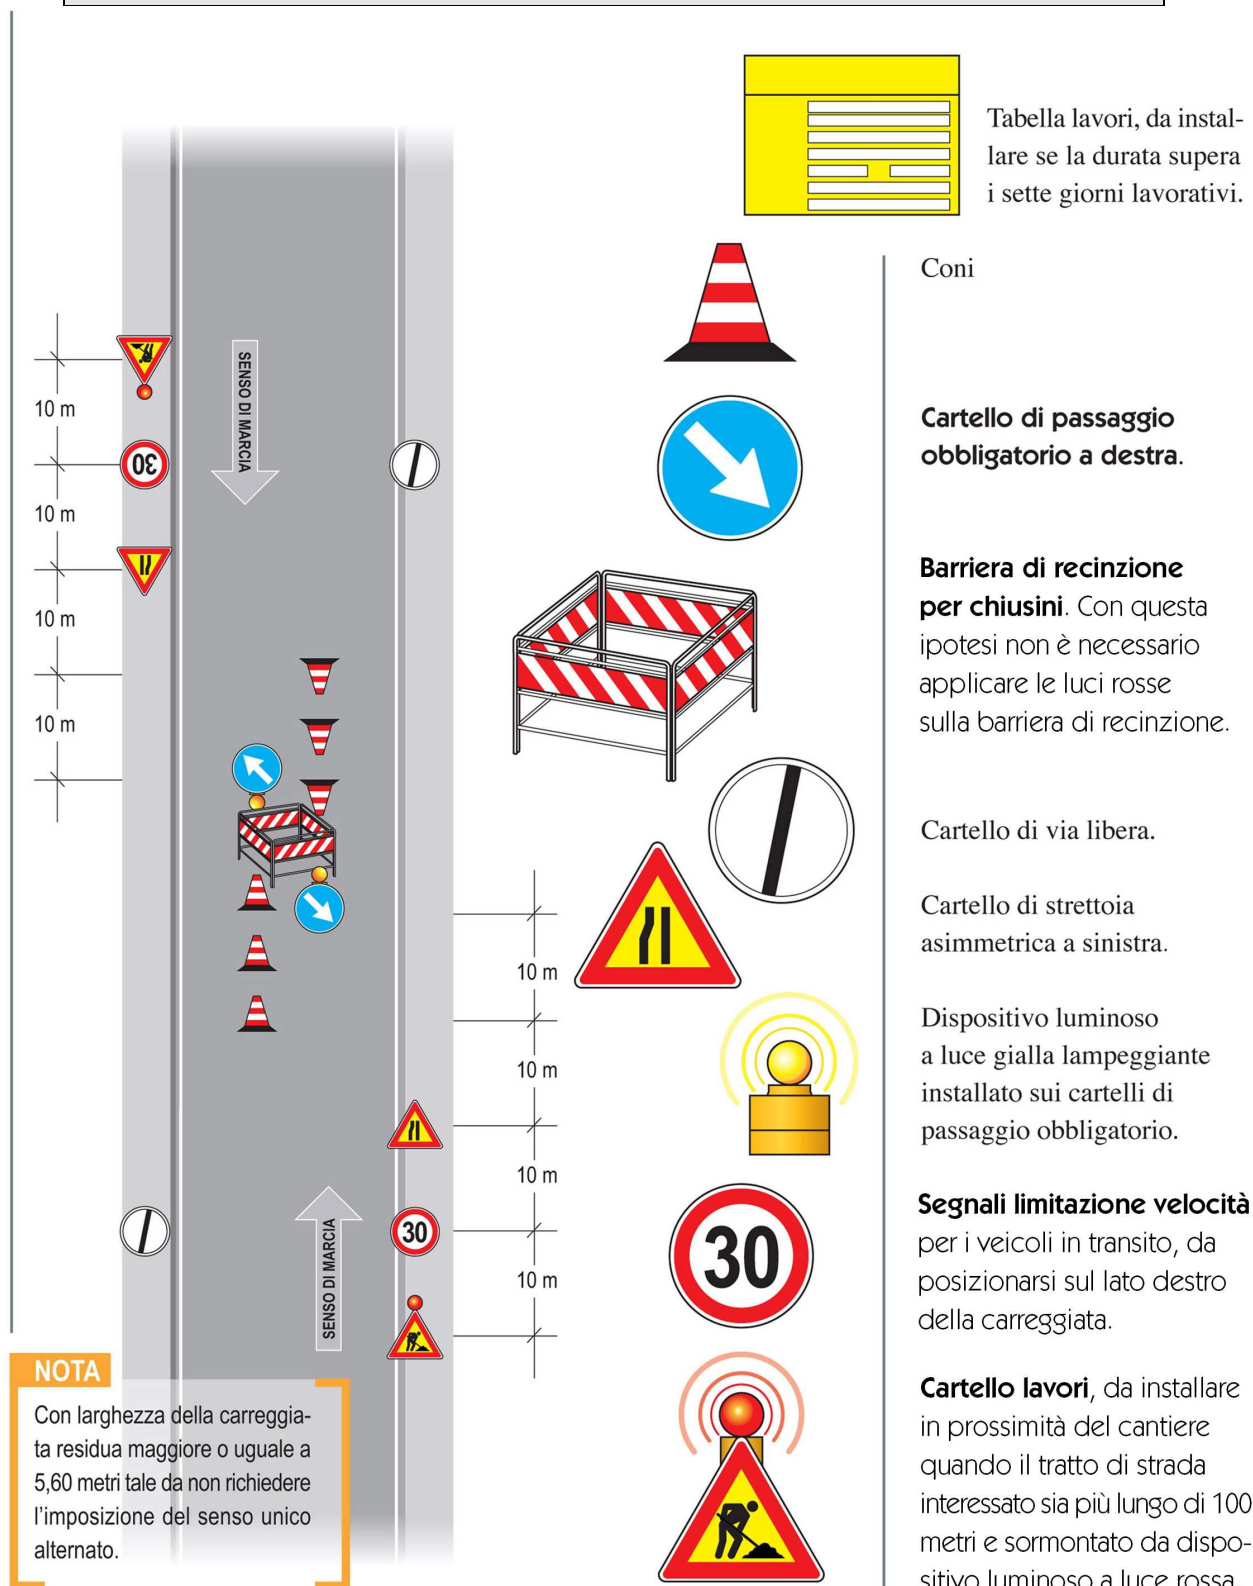 Tabella lavori, da instal-
lare se la durata supera
i sette giorni lavorativi.
Coni
Cartello di passaggio
obbligatorio a destra.
Barriera di recinzione
per chiusini. Con questa
ipotesi non è necessario
applicare le luci rosse
sulla barriera di recinzione.
Cartello di via libera.
Cartello di strettoia
asimmetrica a sinistra.
Dispositivo luminoso
a luce gialla lampeggiante
installato sui cartelli di
passaggio obbligatorio.
Segnali limitazione velocità
per i veicoli in transito, da
posizionarsi sul lato destro
della carreggiata.
Cartello lavori, da installare
in prossimità del cantiere
quando il tratto di strada
interessato sia più lungo di 100
metri e sormontato da dispo-
sitivo luminoso a luce rossa
30
10 m
10 m
10 m
10 m
SENSO DI MARCIA
30
10 m
10 m
10 m
10 m
SENSO DI MARCIA
30
NOTA
Con larghezza della carreggia-
ta residua maggiore o uguale a
5,60 metri tale da non richiedere
l'imposizione del senso unico
alternato.